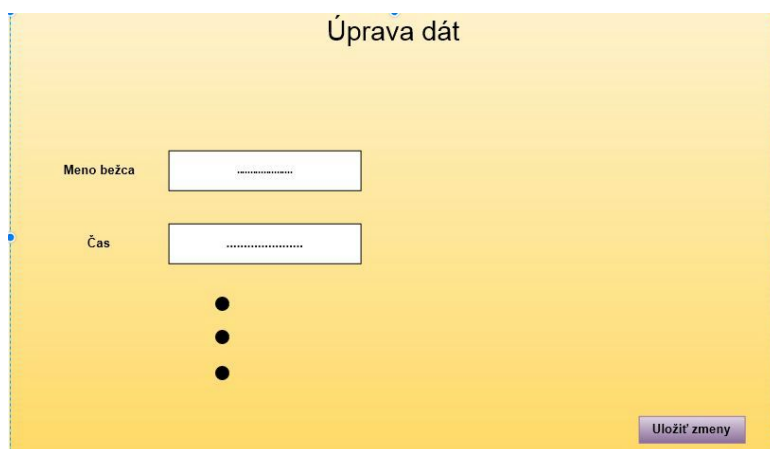 Úprava dát
Meno bežca
....................
Čas
......................
Uložiť zmeny